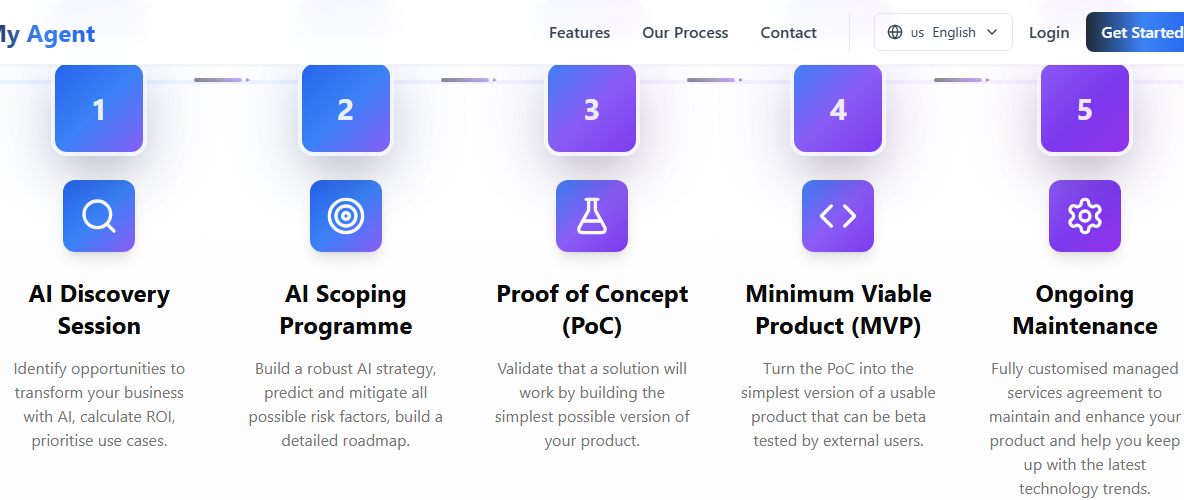 My Agent
Features
Our Process
Contact
us English
Login
Get Started
1
2
3
4
5
AI Discovery
Session
Identify opportunities to
transform your business
with AI, calculate ROI,
prioritise use cases.
AI Scoping
Programme
Build a robust AI strategy,
predict and mitigate all
possible risk factors, build a
detailed roadmap.
Proof of Concept
(PoC)
Validate that a solution will
work by building the
simplest possible version of
your product.
Minimum Viable
Product (MVP)
Turn the PoC into the
simplest version of a usable
product that can be beta
tested by external users.
Ongoing
Maintenance
Fully customised managed
services agreement to
maintain and enhance your
product and help you keep
up with the latest
technology trends.